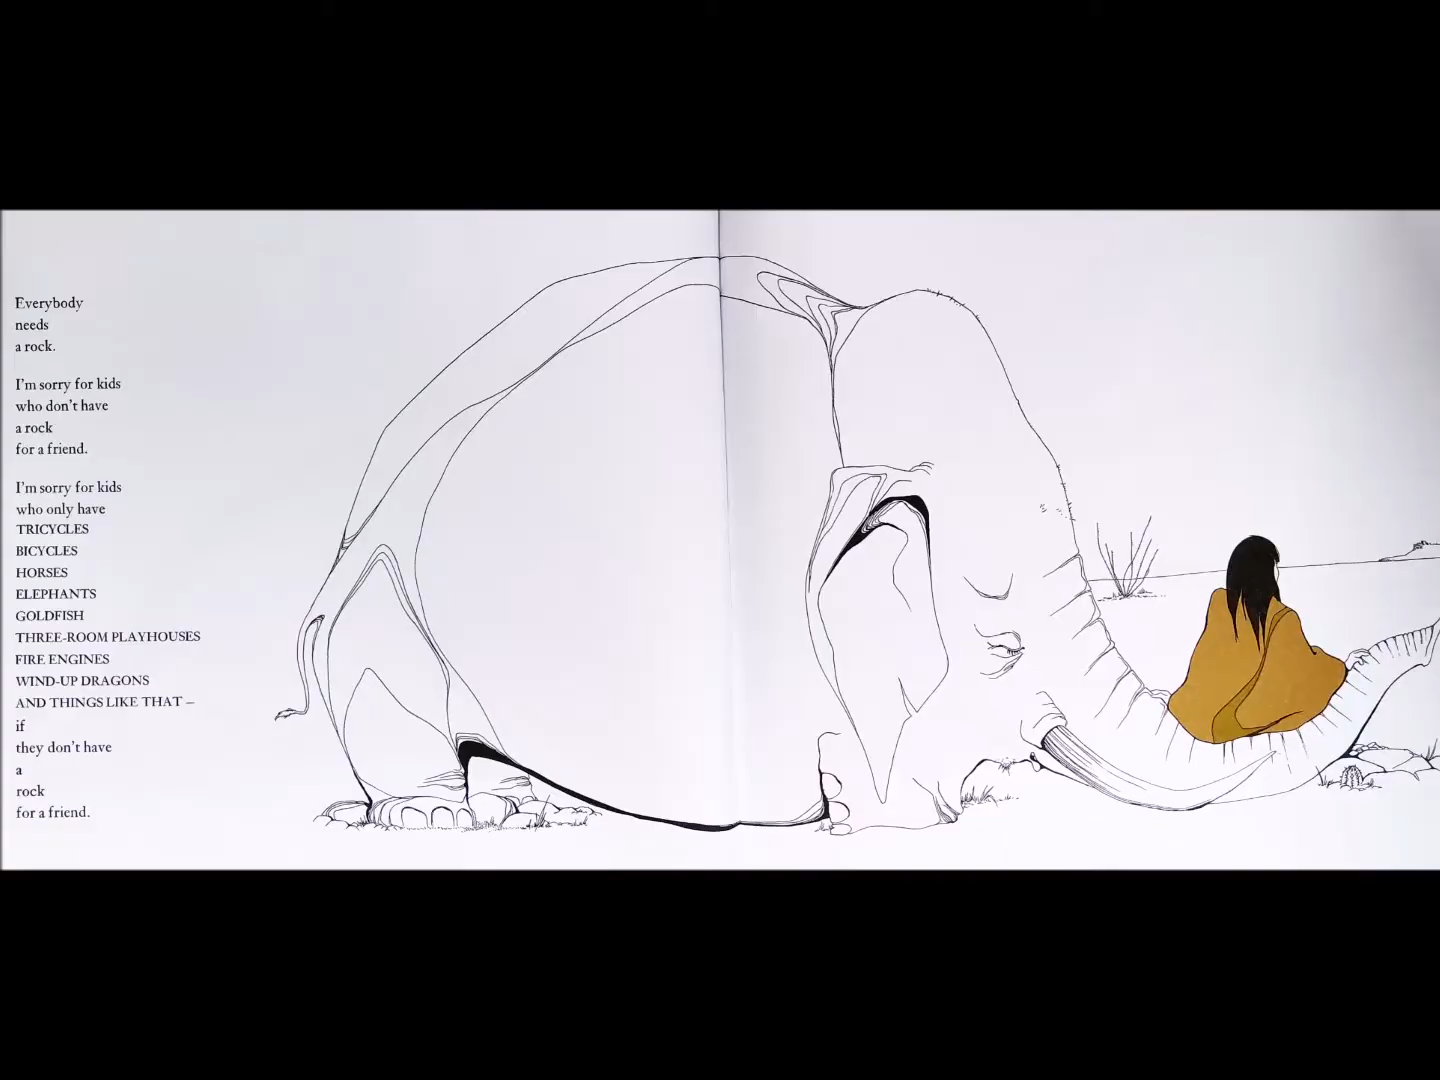 Everybody
needs
a rock.
I'm sorry for kids
who don't have
a rock
for a friend.
I'm sorry for kids
who only have
TRICYCLES
BICYCLES
HORSES
ELEPHANTS
GOLDFISH
THREE-ROOM PLAYHOUSES
FIRE ENGINES
WIND-UP DRAGONS
AND THINGS LIKE THAT –
if
they don't have
a
rock
for a friend.